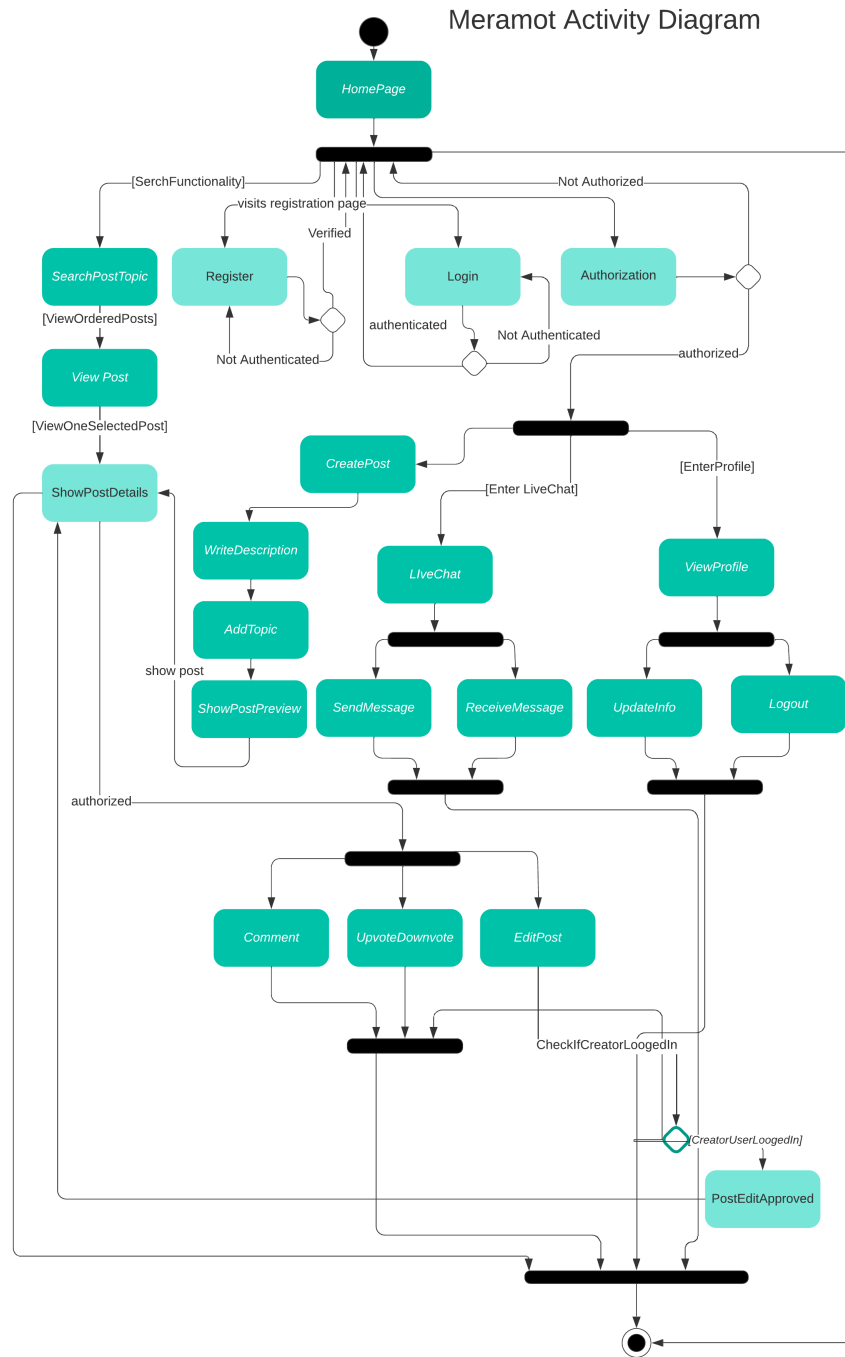 Meramot Activity Diagram
HomePage
[SerchFunctionality]
Not Authorized
visits registration page
Verified
SearchPostTopic
Register
Login
Authorization
[ViewOrderedPosts]
authenticated
Not Authenticated
Not Authenticated
authorized
View Post
[ViewOneSelectedPost]
CreatePost
[EnterProfile]
ShowPostDetails
[Enter LiveChat]
WriteDescription
LIveChat
ViewProfile
AddTopic
show post
ShowPostPreview
SendMessage
ReceiveMessage
UpdateInfo
Logout
authorized
Comment
UpvoteDownvote
EditPost
CheckIfCreatorLoogedIn
[CreatorUserLoogedIn]
PostEditApproved